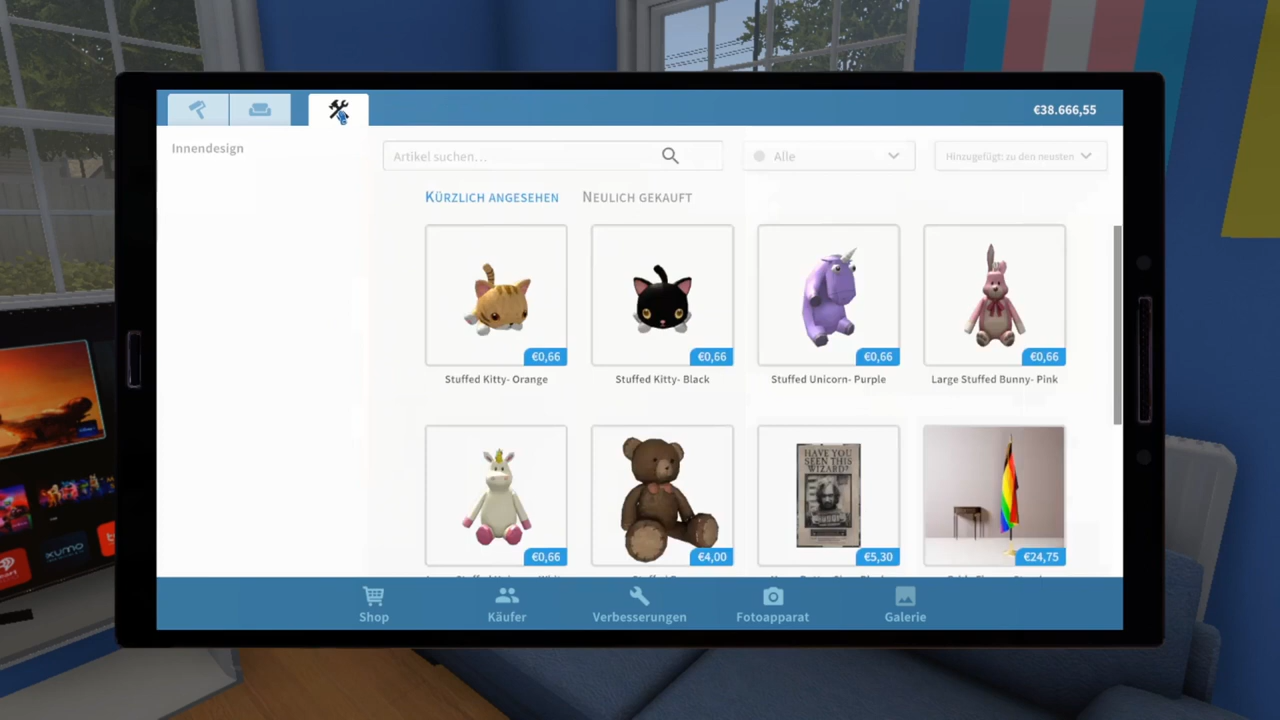 €38.666,55
Innendesign
Artikel suchen...
Alle
Hinzugefügt: zu den neusten
KÜRZLICH ANGESEHEN
NEULICH GEKAUFT
€0,66
€0,66
€0,66
€0,66
Stuffed Kitty- Orange
Stuffed Kitty- Black
Stuffed Unicorn- Purple
Large Stuffed Bunny- Pink
HAVE YOU
SEEN THIS
WIZARD?
€0,66
€4,00
€5,30
€24,75
xumo
Shop
Käufer
Verbesserungen
Fotoapparat
Galerie